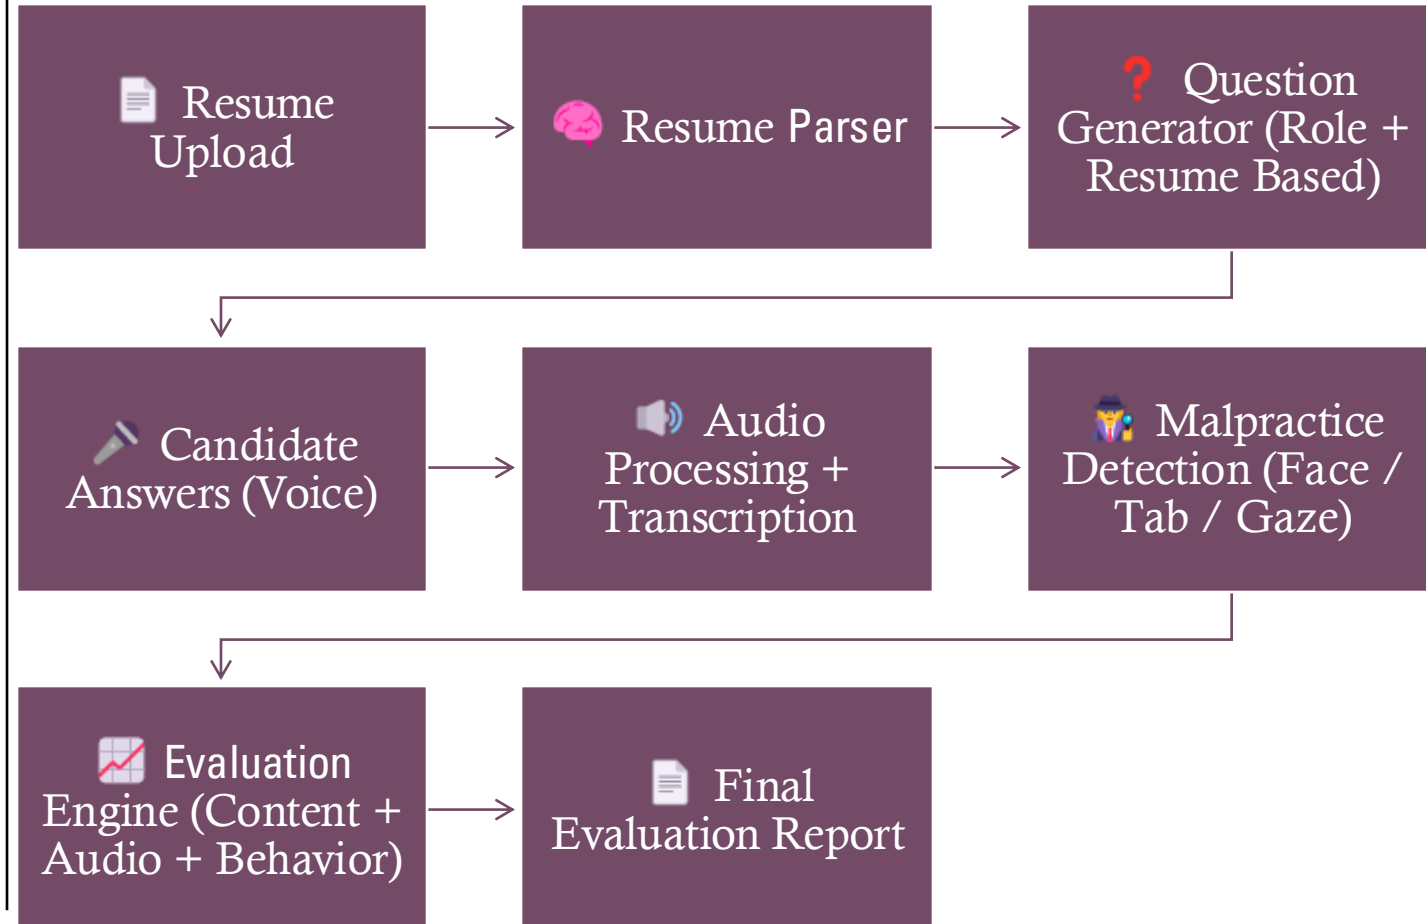 📄 Resume
Upload
🧠 Resume Parser
❓ Question
Generator (Role +
Resume Based)
🎤 Candidate
Answers (Voice)
🔊 Audio
Processing +
Transcription
🕵️ Malpractice
Detection (Face /
Tab / Gaze)
📈 Evaluation
Engine (Content +
Audio + Behavior)
📄 Final
Evaluation Report